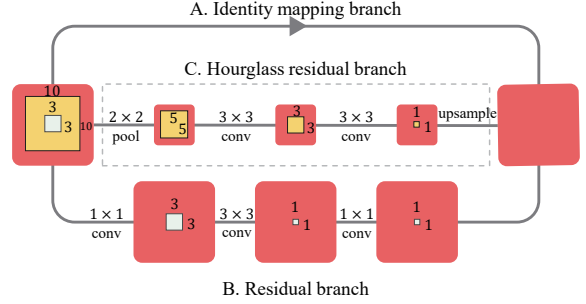 A. Identity mapping branch
C. Hourglass residual branch
10
3
3
10
2 × 2
pool
5
5
3 × 3
conv
3
3
3 × 3
conv
1
1
upsample
1 × 1
conv
3
3
3 × 3
conv
1
1
1 × 1
conv
1
1
B. Residual branch